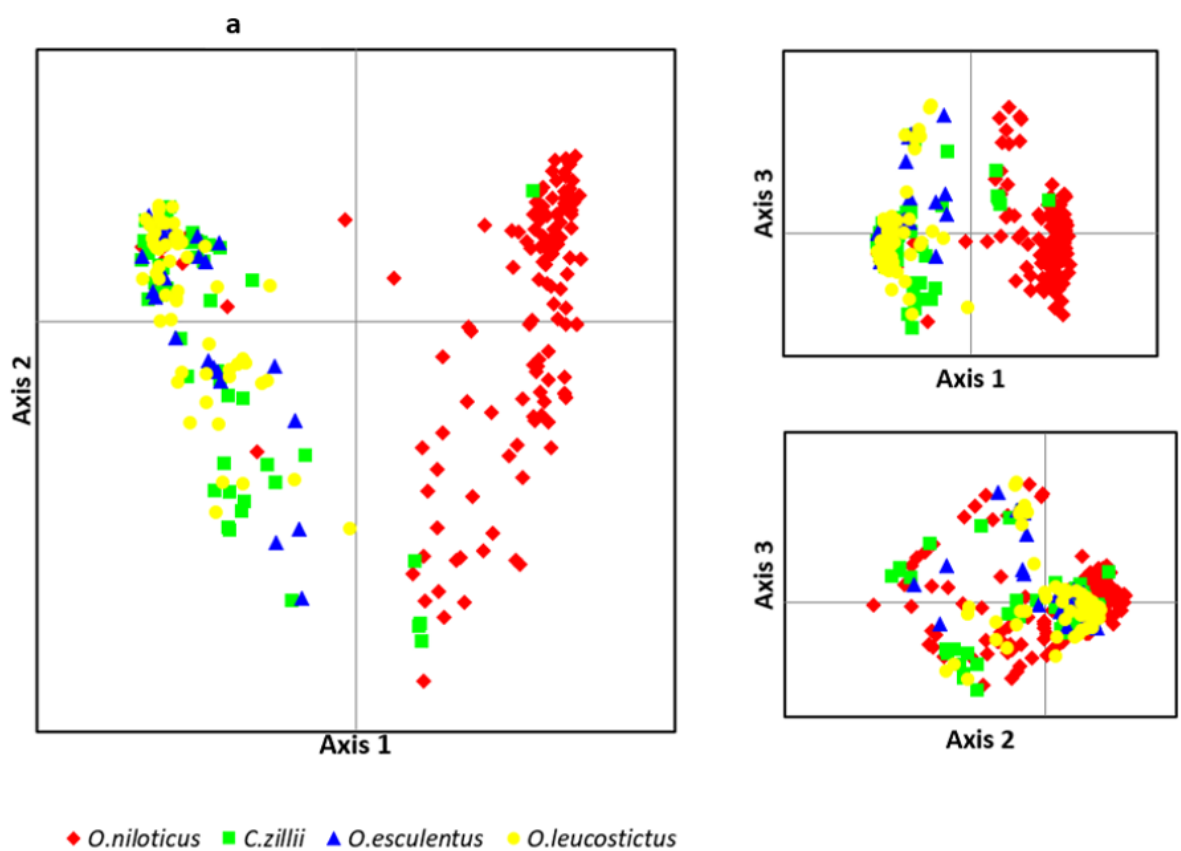 a
Axis 2
Axis 1
Axis 3
Axis 1
Axis 3
Axis 2
O.niloticus C.zillii O.esculentus O.leucostictus